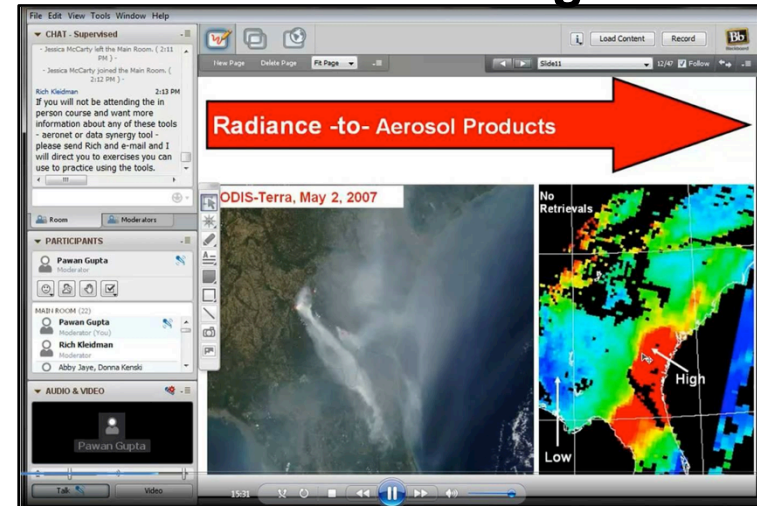 File Edit View Tools Window Help
CHAT - Supervised
- Jessica McCarty left the Main Room. ( 2:11
PM ) -
- Jessica McCarty joined the Main Room. (
2:12 PM ) -
Rich Kleidman 2:13 PM
If you will not be attending the in
person course and want more
information about any of these tools
- aeronet or data synergy tool -
please send Rich and e-mail and I
will direct you to exercises you can
use to practice using the tools.
Room Moderators
PARTICIPANTS
Pawan Gupta
Moderator
MAIN ROOM (22)
Pawan Gupta
Moderator (You)
Rich Kleidman
Moderator
Abby Jaye, Donna Kenski
AUDIO & VIDEO
Pawan Gupta
Talk Video
Load Content Record
Bb
Blackboard
New Page Delete Page Fit Page
Slide11 12/47 Follow
Radiance -to- Aerosol Products
ODIS-Terra, May 2, 2007
No
Retrievals
High
Low
15:31